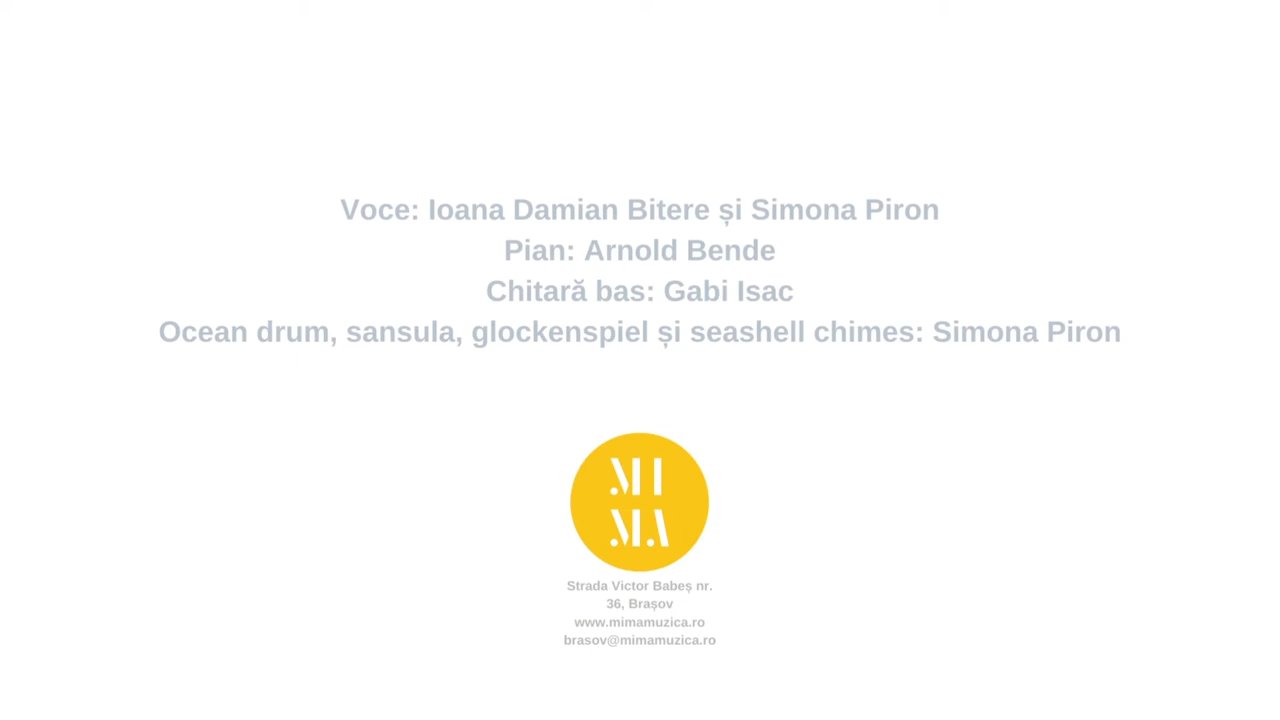 Voce: Ioana Damian Bitere și Simona Piron
Pian: Arnold Bende
Chitară bas: Gabi Isac
Ocean drum, sansula, glockenspiel și seashell chimes: Simona Piron
MI
MA
Strada Victor Babeș nr.
36, Brașov
www.mimamuzica.ro
brasov@mimamuzica.ro